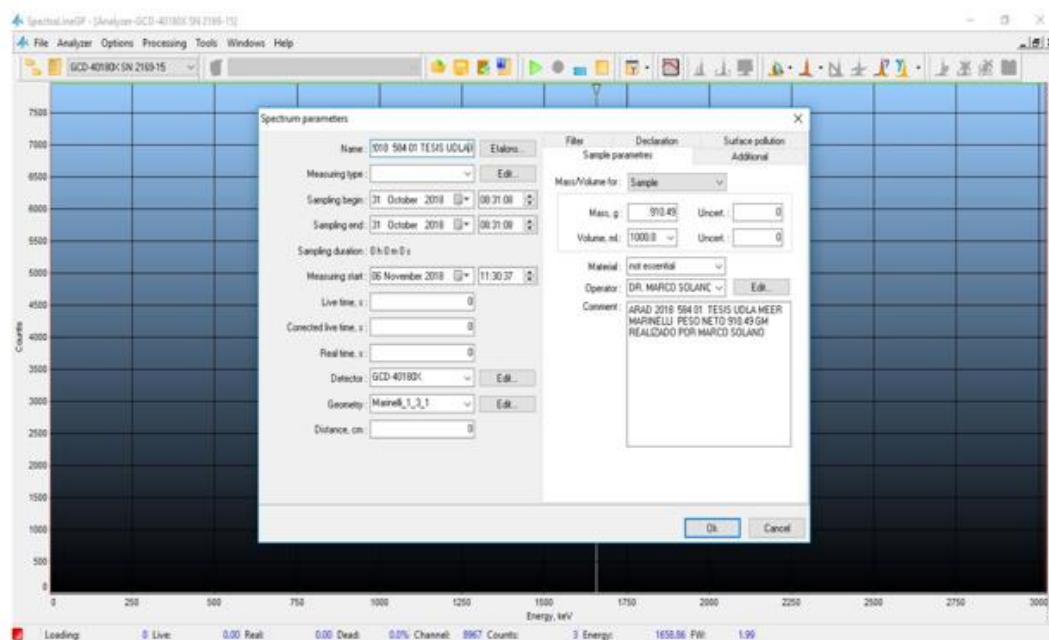 SpectraLineGP - [Analyzer-GCD-40180X SN 2169-15]
File Analyzer Options Processing Tools Windows Help
GCD-40180X SN 2169-15
Spectrum parameters
Name: 2018 584 01 TESIS UDLA Etalons...
Measuring type: Edit...
Sampling begin: 31 October 2018 08:31:08
Sampling end: 31 October 2018 08:31:08
Sampling duration: 0 h 0 m 0 s
Measuring start: 06 November 2018 11:30:37
Live time, s: 0
Corrected live time, s: 0
Real time, s: 0
Detector: GCD-40180X Edit...
Geometry: Marinelli_1_3_1 Edit...
Distance, cm: 0
Filter Declaration Surface pollution
Sample parametres Additional
Mass/Volume for: Sample
Mass, g: 910.49 Uncert.: 0
Volume, ml: 1000.0 Uncert.: 0
Material: not essential
Operator: DR. MARCO SOLANO Edit...
Comment: ARAD 2018 584 01 TESIS UDLA MEER
MARINELLI PESO NETO 910.49 GM
REALIZADO POR MARCO SOLANO
Ok Cancel
Counts
7500
7000
6500
6000
5500
5000
4500
4000
3500
3000
2500
2000
1500
1000
500
0
0 250 500 750 1000 1250 1500 1750 2000 2250 2500 2750 3000
Energy, keV
Loading: 0 Live: 0.00 Real: 0.00 Dead: 0.0% Channel: 8967 Counts: 3 Energy: 1658.86 FW: 1.99